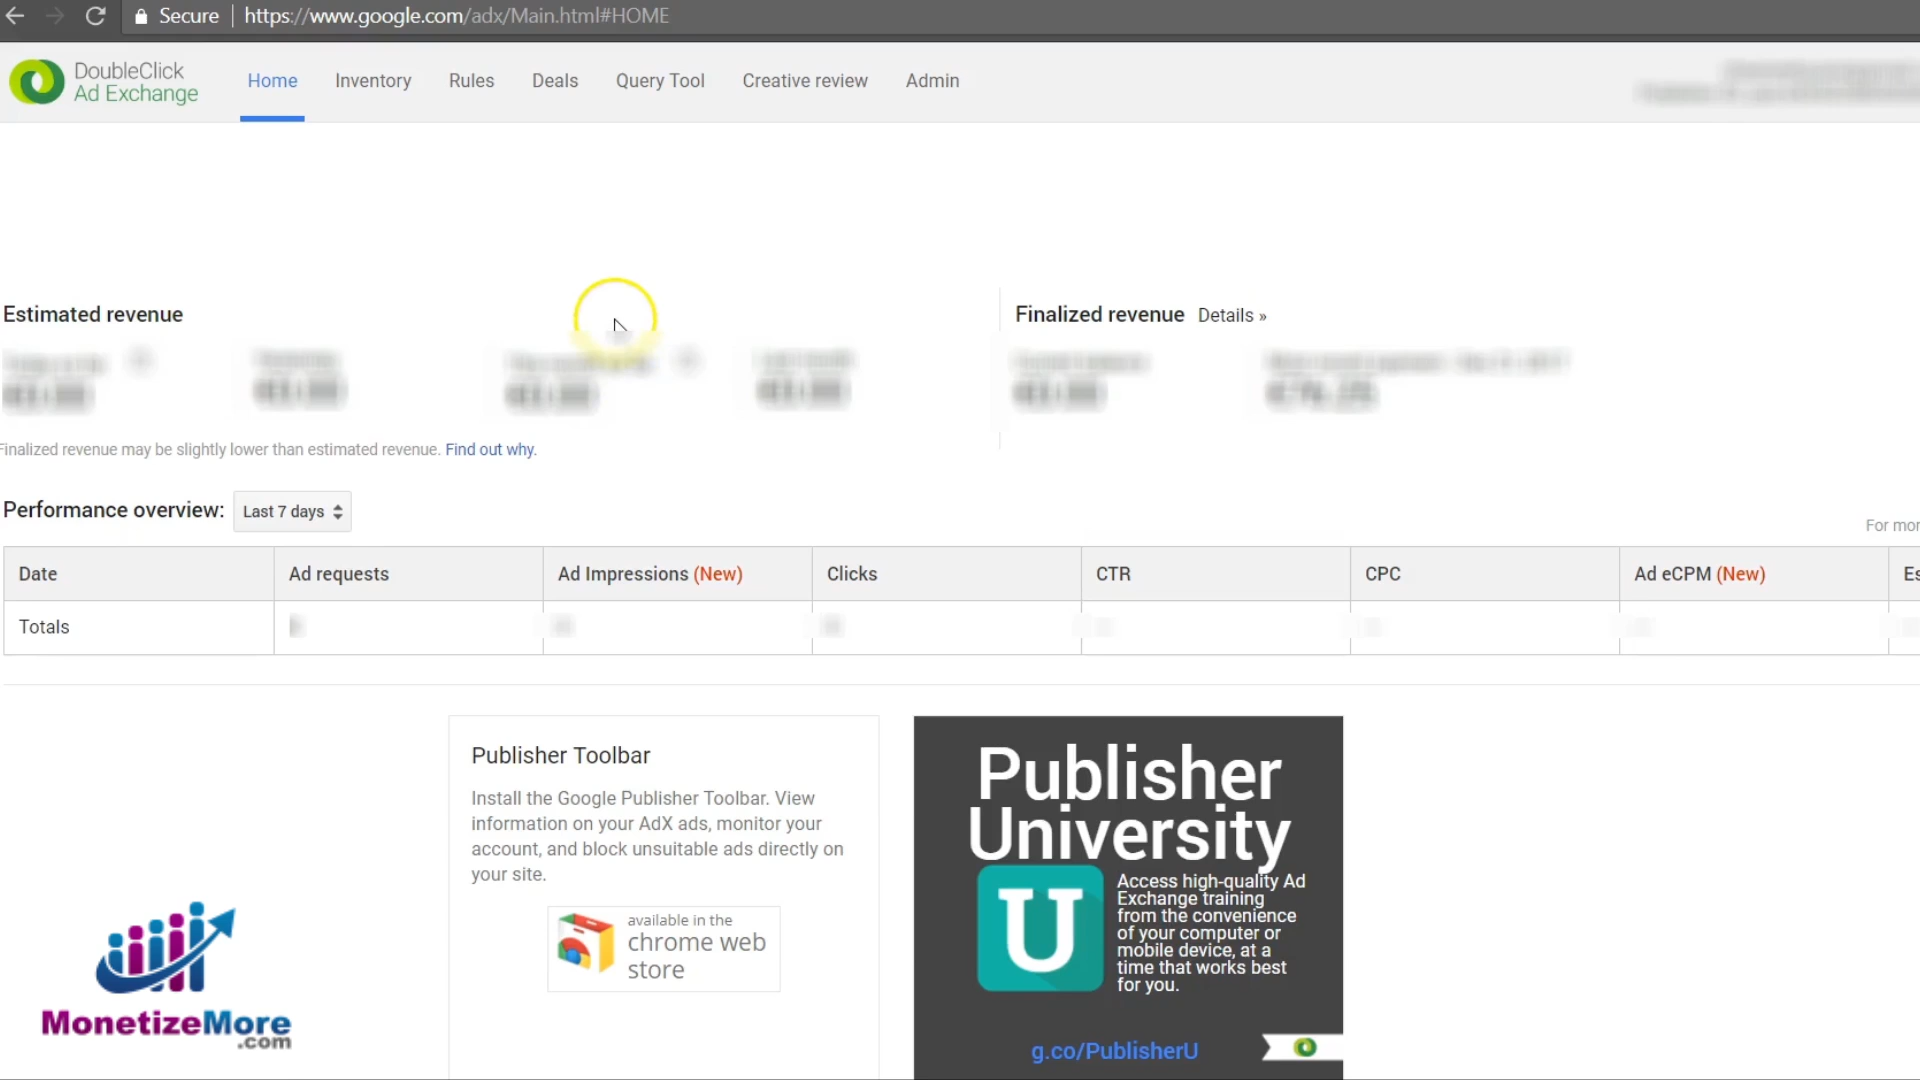 Secure
https://www.google.com/adx/Main.html#HOME
DoubleClick
Ad Exchange
Home
Inventory
Rules
Deals
Query Tool
Creative review
Admin
Estimated revenue
Finalized revenue Details »
Finalized revenue may be slightly lower than estimated revenue. Find out why.
Performance overview: Last 7 days
For mor
Date
Ad requests
Ad Impressions (New)
Clicks
CTR
CPC
Ad eCPM (New)
Es
Totals
Publisher Toolbar
Install the Google Publisher Toolbar. View
information on your AdX ads, monitor your
account, and block unsuitable ads directly on
your site.
available in the
chrome web
store
Publisher
University
U
Access high-quality Ad
Exchange training
from the convenience
of your computer or
mobile device, at a
time that works best
for you.
g.co/PublisherU
MonetizeMore
.com